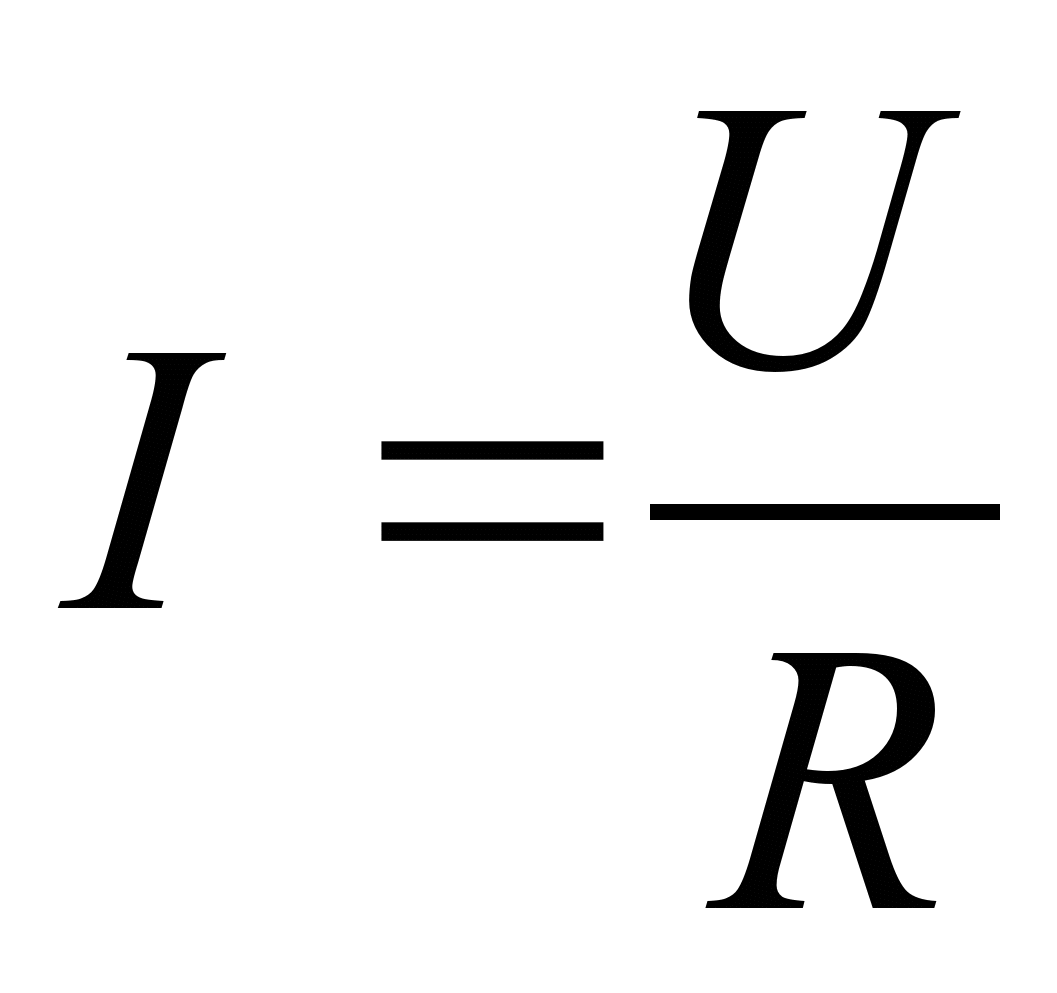 I = U/R